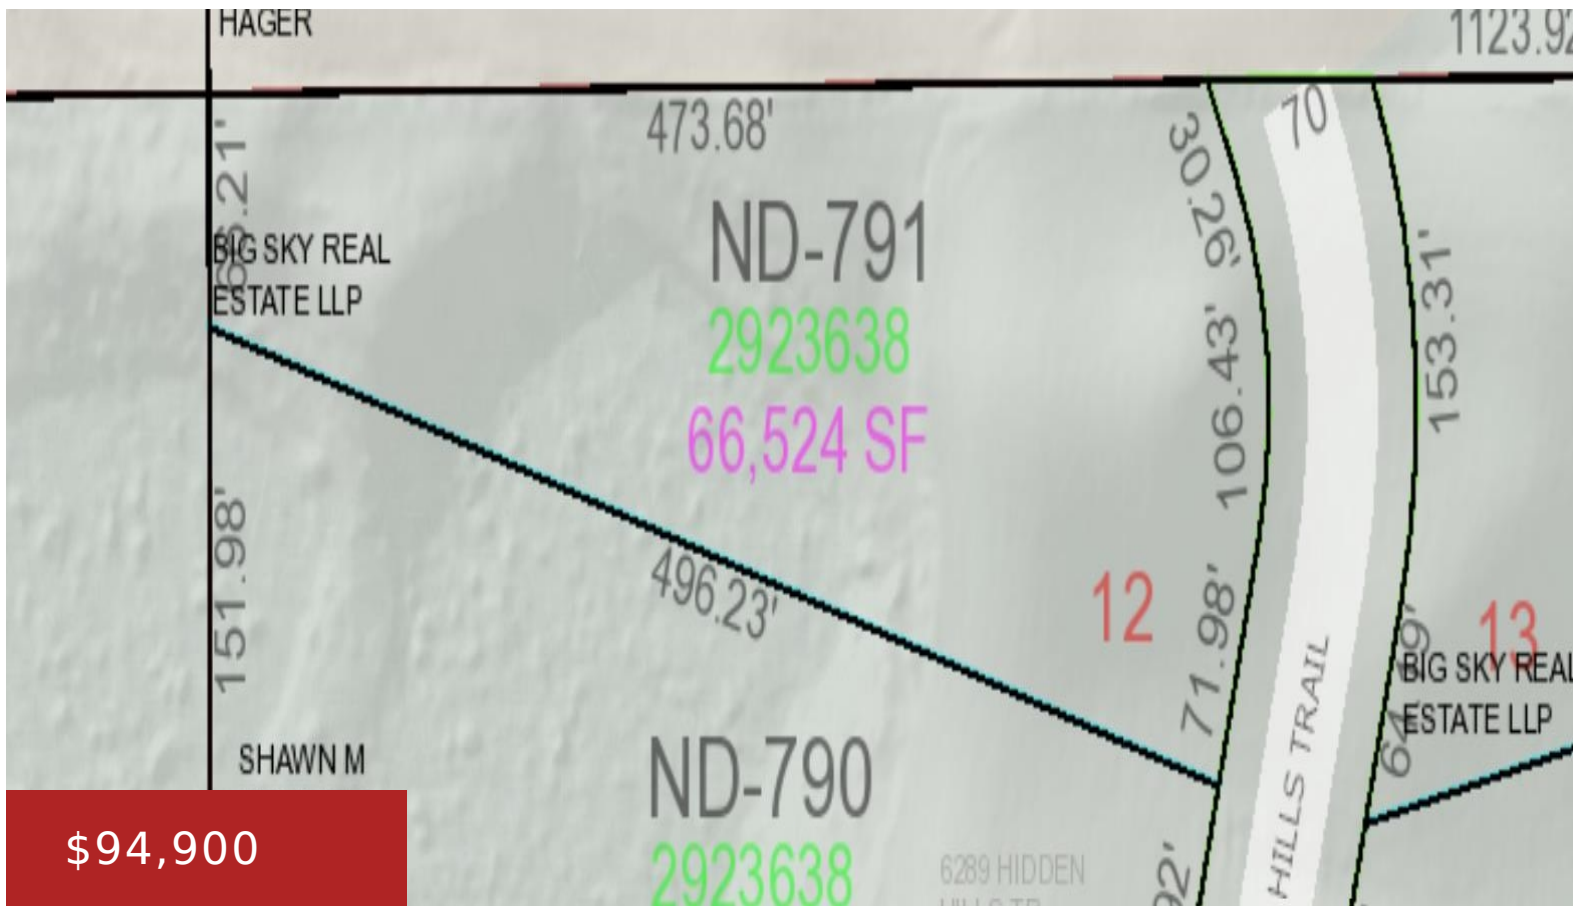 HAGER
1123.92
473.68'
70
30.26'
ND-791
BIG SKY REAL
ESTATE LLP
2923638
153.31'
106.43'
66,524 SF
151.98'
496.23'
12
71.98'
13
BIG SKY REAL
ESTATE LLP
HILLS TRAIL
SHAWN M
ND-790
$94,900
2923638
6289 HIDDEN
92'